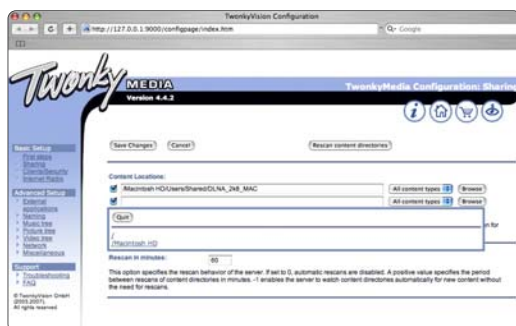 TwonkyVision Configuration
http://127.0.0.1:9000/configpage/index.htm
Google
Twonky MEDIA
Version 4.4.2
TwonkyMedia Configuration: Sharing
Basic Setup
First steps
Sharing
Clients/Security
Internet Radio
Advanced Setup
External applications
Naming
Music tree
Picture tree
Video tree
Network
Miscellaneous
Support
Troubleshooting
FAQ
© TwonkyVision GmbH
(2003,2007),
All rights reserved
Save Changes
Cancel
Rescan content directories
Content Locations:
/Macintosh HD/Users/Shared/DLNA_2k8_MAC
All content types
Browse
All content types
Browse
Quit
/
/Macintosh HD
for
Rescan in minutes:
60
This option specifies the rescan behavior of the server. If set to 0, automatic rescans are disabled. A positive value specifies the period
between rescans of content directories in minutes. -1 enables the server to watch content directories automatically for new content without
the need for rescans.